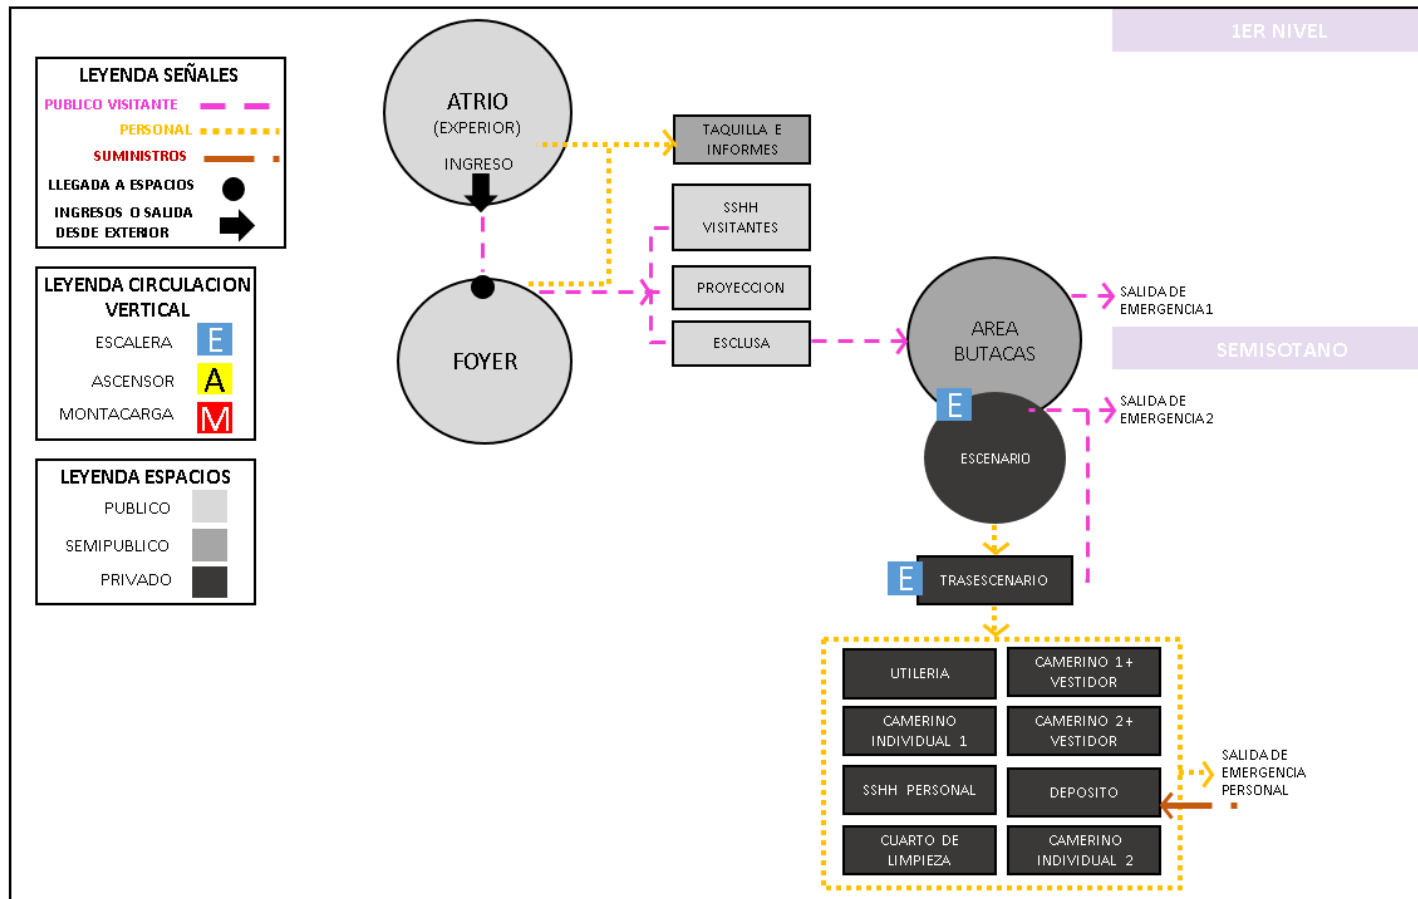 1ER NIVEL
LEYENDA SEÑALES
PUBLICO VISITANTE
PERSONAL
SUMINISTROS
LLEGADA A ESPACIOS
INGRESOS O SALIDA
DESDE EXTERIOR
LEYENDA CIRCULACION
VERTICAL
ESCALERA E
ASCENSOR A
MONTACARGA M
LEYENDA ESPACIOS
PUBLICO
SEMIPUBLICO
PRIVADO
ATRIO
(EXPERIOR)
INGRESO
FOYER
TAQUILLA E
INFORMES
SSHH
VISITANTES
PROYECCION
ESCLUSA
AREA
BUTACAS
SALIDA DE
EMERGENCIA 1
SEMISOTANO
SALIDA DE
EMERGENCIA 2
E
ESCENARIO
E
TRASESCENARIO
UTILERIA
CAMERINO 1+
VESTIDOR
CAMERINO
INDIVIDUAL 1
CAMERINO 2+
VESTIDOR
SSHH PERSONAL
DEPOSITO
CUARTO DE
LIMPIEZA
CAMERINO
INDIVIDUAL 2
SALIDA DE
EMERGENCIA
PERSONAL